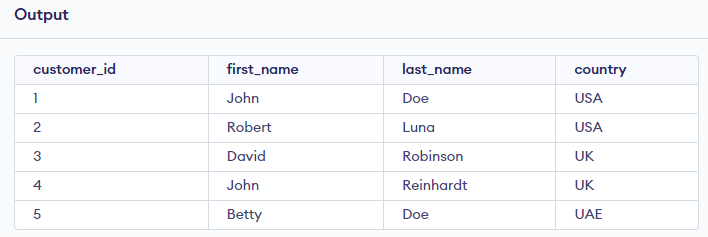 Output
customer_id first_name last_name country
1 John Doe USA
2 Robert Luna USA
3 David Robinson UK
4 John Reinhardt UK
5 Betty Doe UAE